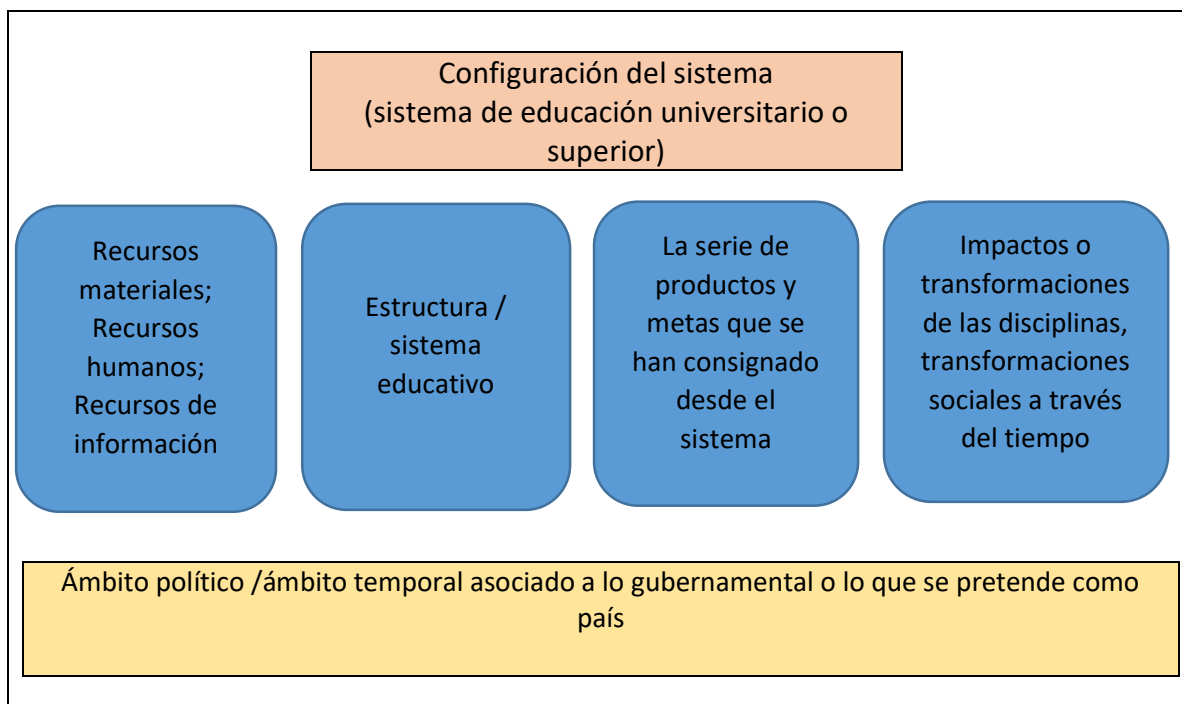 Configuración del sistema
(sistema de educación universitario o
superior)
Recursos
materiales;
Recursos
humanos;
Recursos de
información
Estructura /
sistema
educativo
La serie de
productos y
metas que se
han consignado
desde el
sistema
Impactos o
transformaciones
de las disciplinas,
transformaciones
sociales a través
del tiempo
Ámbito político /ámbito temporal asociado a lo gubernamental o lo que se pretende como
país